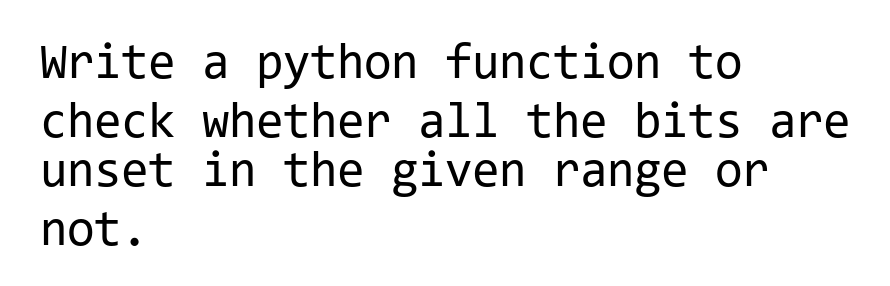 Write a python function to
check whether all the bits are
unset in the given range or
not.